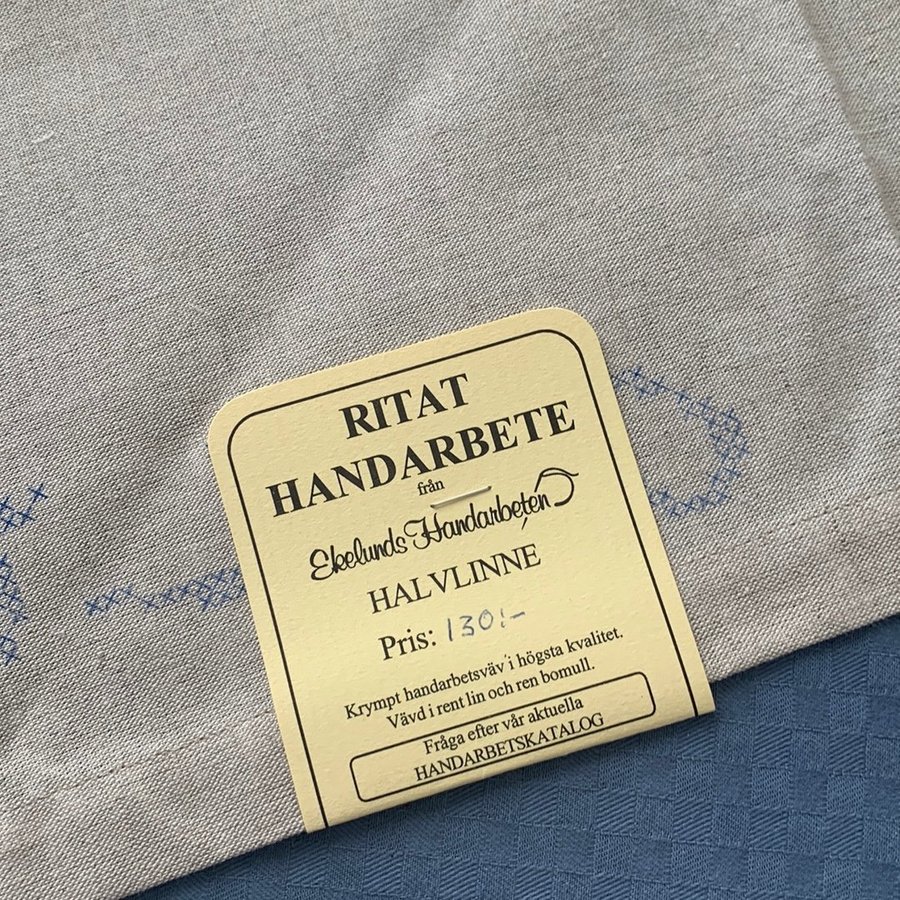 RITAT
HANDARBETE
från
Ekelunds Handarbeten
HALVLINNE
Pris: 130:-
Krympt handarbetsväv i högsta kvalitet.
Vävd i rent lin och ren bomull.
Fråga efter vår aktuella
HANDARBETSKATALOG